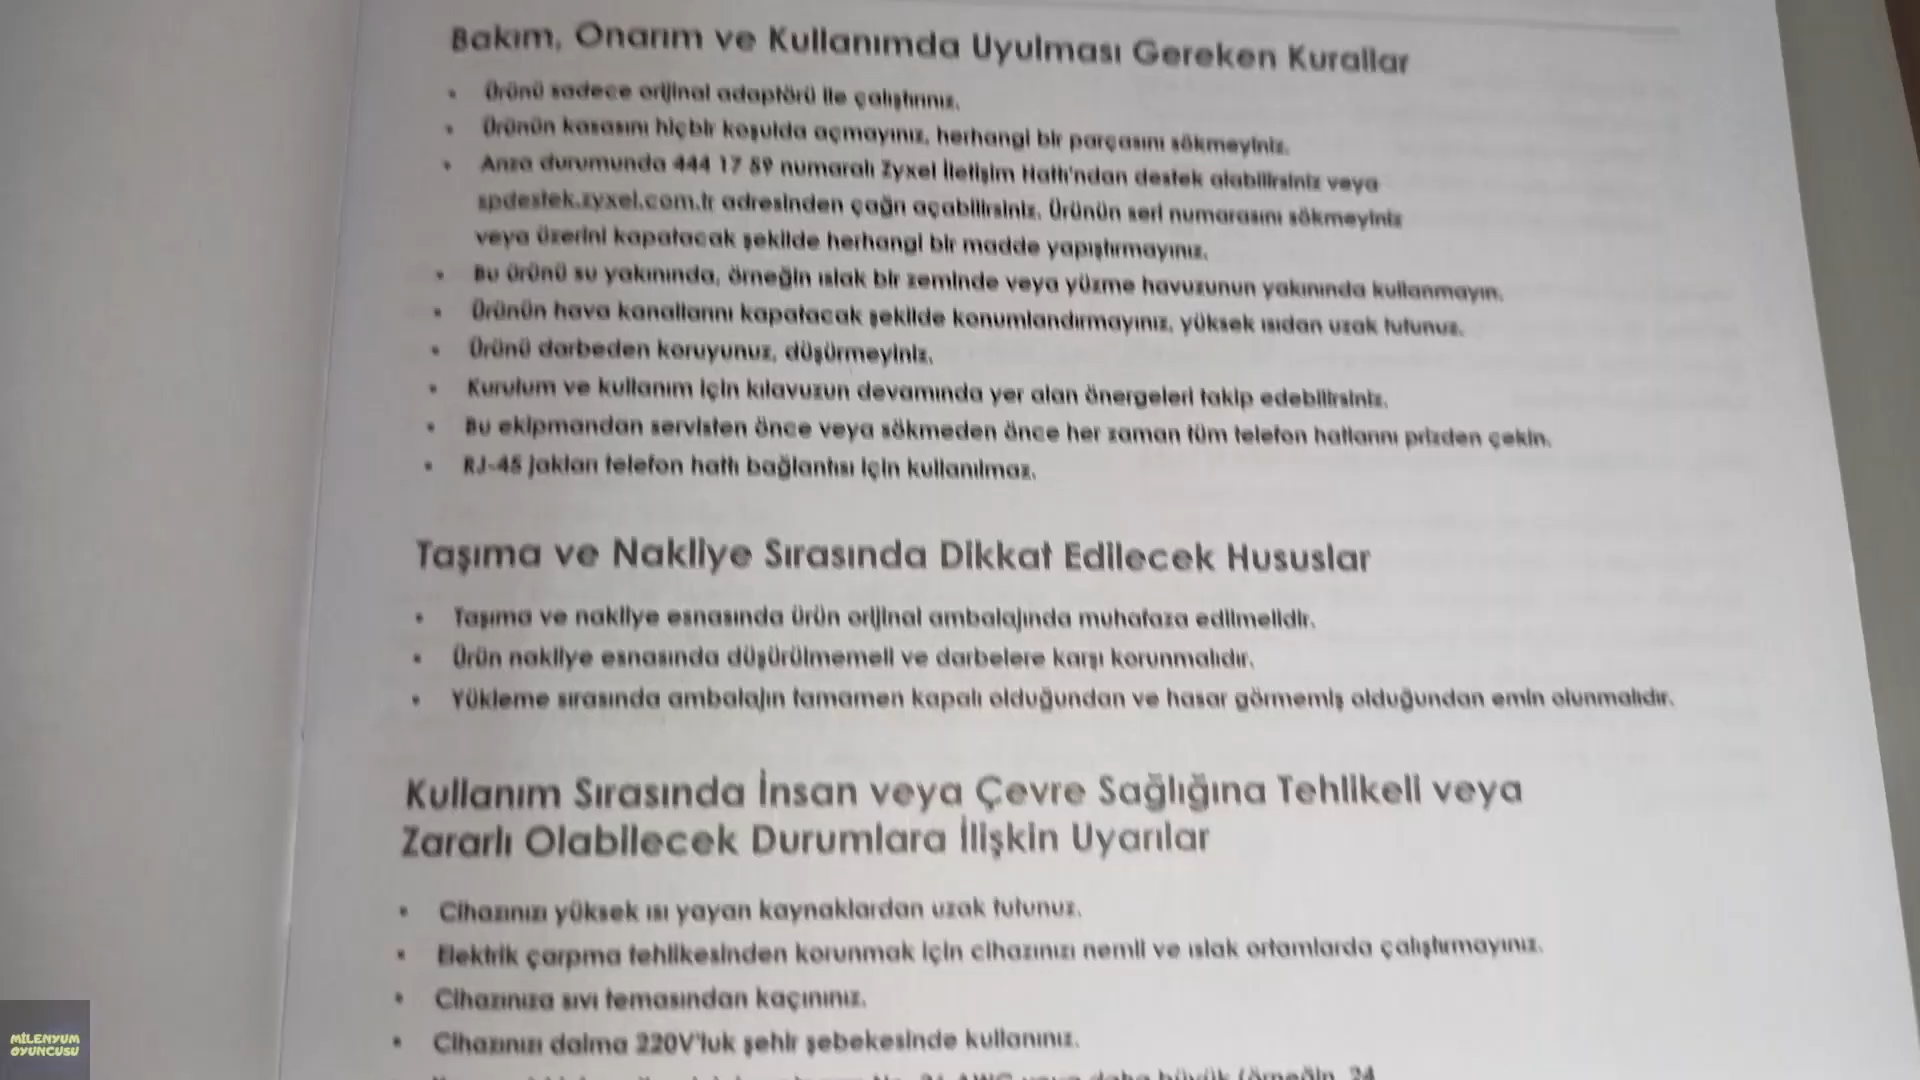 Bakım, Onarım ve Kullanımda Uyulması Gereken Kurallar
• Ürünü sadece orijinal adaptörü ile çalıştırınız.
• Ürünün kasasını hiçbir koşulda açmayınız, herhangi bir parçasını sökmeyiniz.
• Arıza durumunda 444 17 59 numaralı Zyxel İletişim Hattı'ndan destek alabilirsiniz veya
spdestek.zyxel.com.tr adresinden çağrı açabilirsiniz. Ürünün seri numarasını sökmeyiniz
veya üzerini kapatacak şekilde herhangi bir madde yapıştırmayınız.
• Bu ürünü su yakınında, örneğin ıslak bir zeminde veya yüzme havuzunun yakınında kullanmayın.
• Ürünün hava kanallarını kapatacak şekilde konumlandırmayınız, yüksek ısıdan uzak tutunuz.
• Ürünü darbeden koruyunuz, düşürmeyiniz.
• Kurulum ve kullanım için kılavuzun devamında yer alan önergeleri takip edebilirsiniz.
• Bu ekipmandan servisten önce veya sökmeden önce her zaman tüm telefon hatlarını prizden çekin.
• RJ-45 jakları telefon hattı bağlantısı için kullanılmaz.
Taşıma ve Nakliye Sırasında Dikkat Edilecek Hususlar
• Taşıma ve nakliye esnasında ürün orijinal ambalajında muhafaza edilmelidir.
• Ürün nakliye esnasında düşürülmemeli ve darbelere karşı korunmalıdır.
• Yükleme sırasında ambalajın tamamen kapalı olduğundan ve hasar görmemiş olduğundan emin olunmalıdır.
Kullanım Sırasında İnsan veya Çevre Sağlığına Tehlikeli veya
Zararlı Olabilecek Durumlara İlişkin Uyarılar
• Cihazınızı yüksek ısı yayan kaynaklardan uzak tutunuz.
• Elektrik çarpma tehlikesinden korunmak için cihazınızı nemli ve ıslak ortamlarda çalıştırmayınız.
• Cihazınıza sıvı temasından kaçınınız.
• Cihazınızı daima 220V'luk şehir şebekesinde kullanınız.
veya daha büyük (örneğin, 24
MİLENYUM
OYUNCUSU